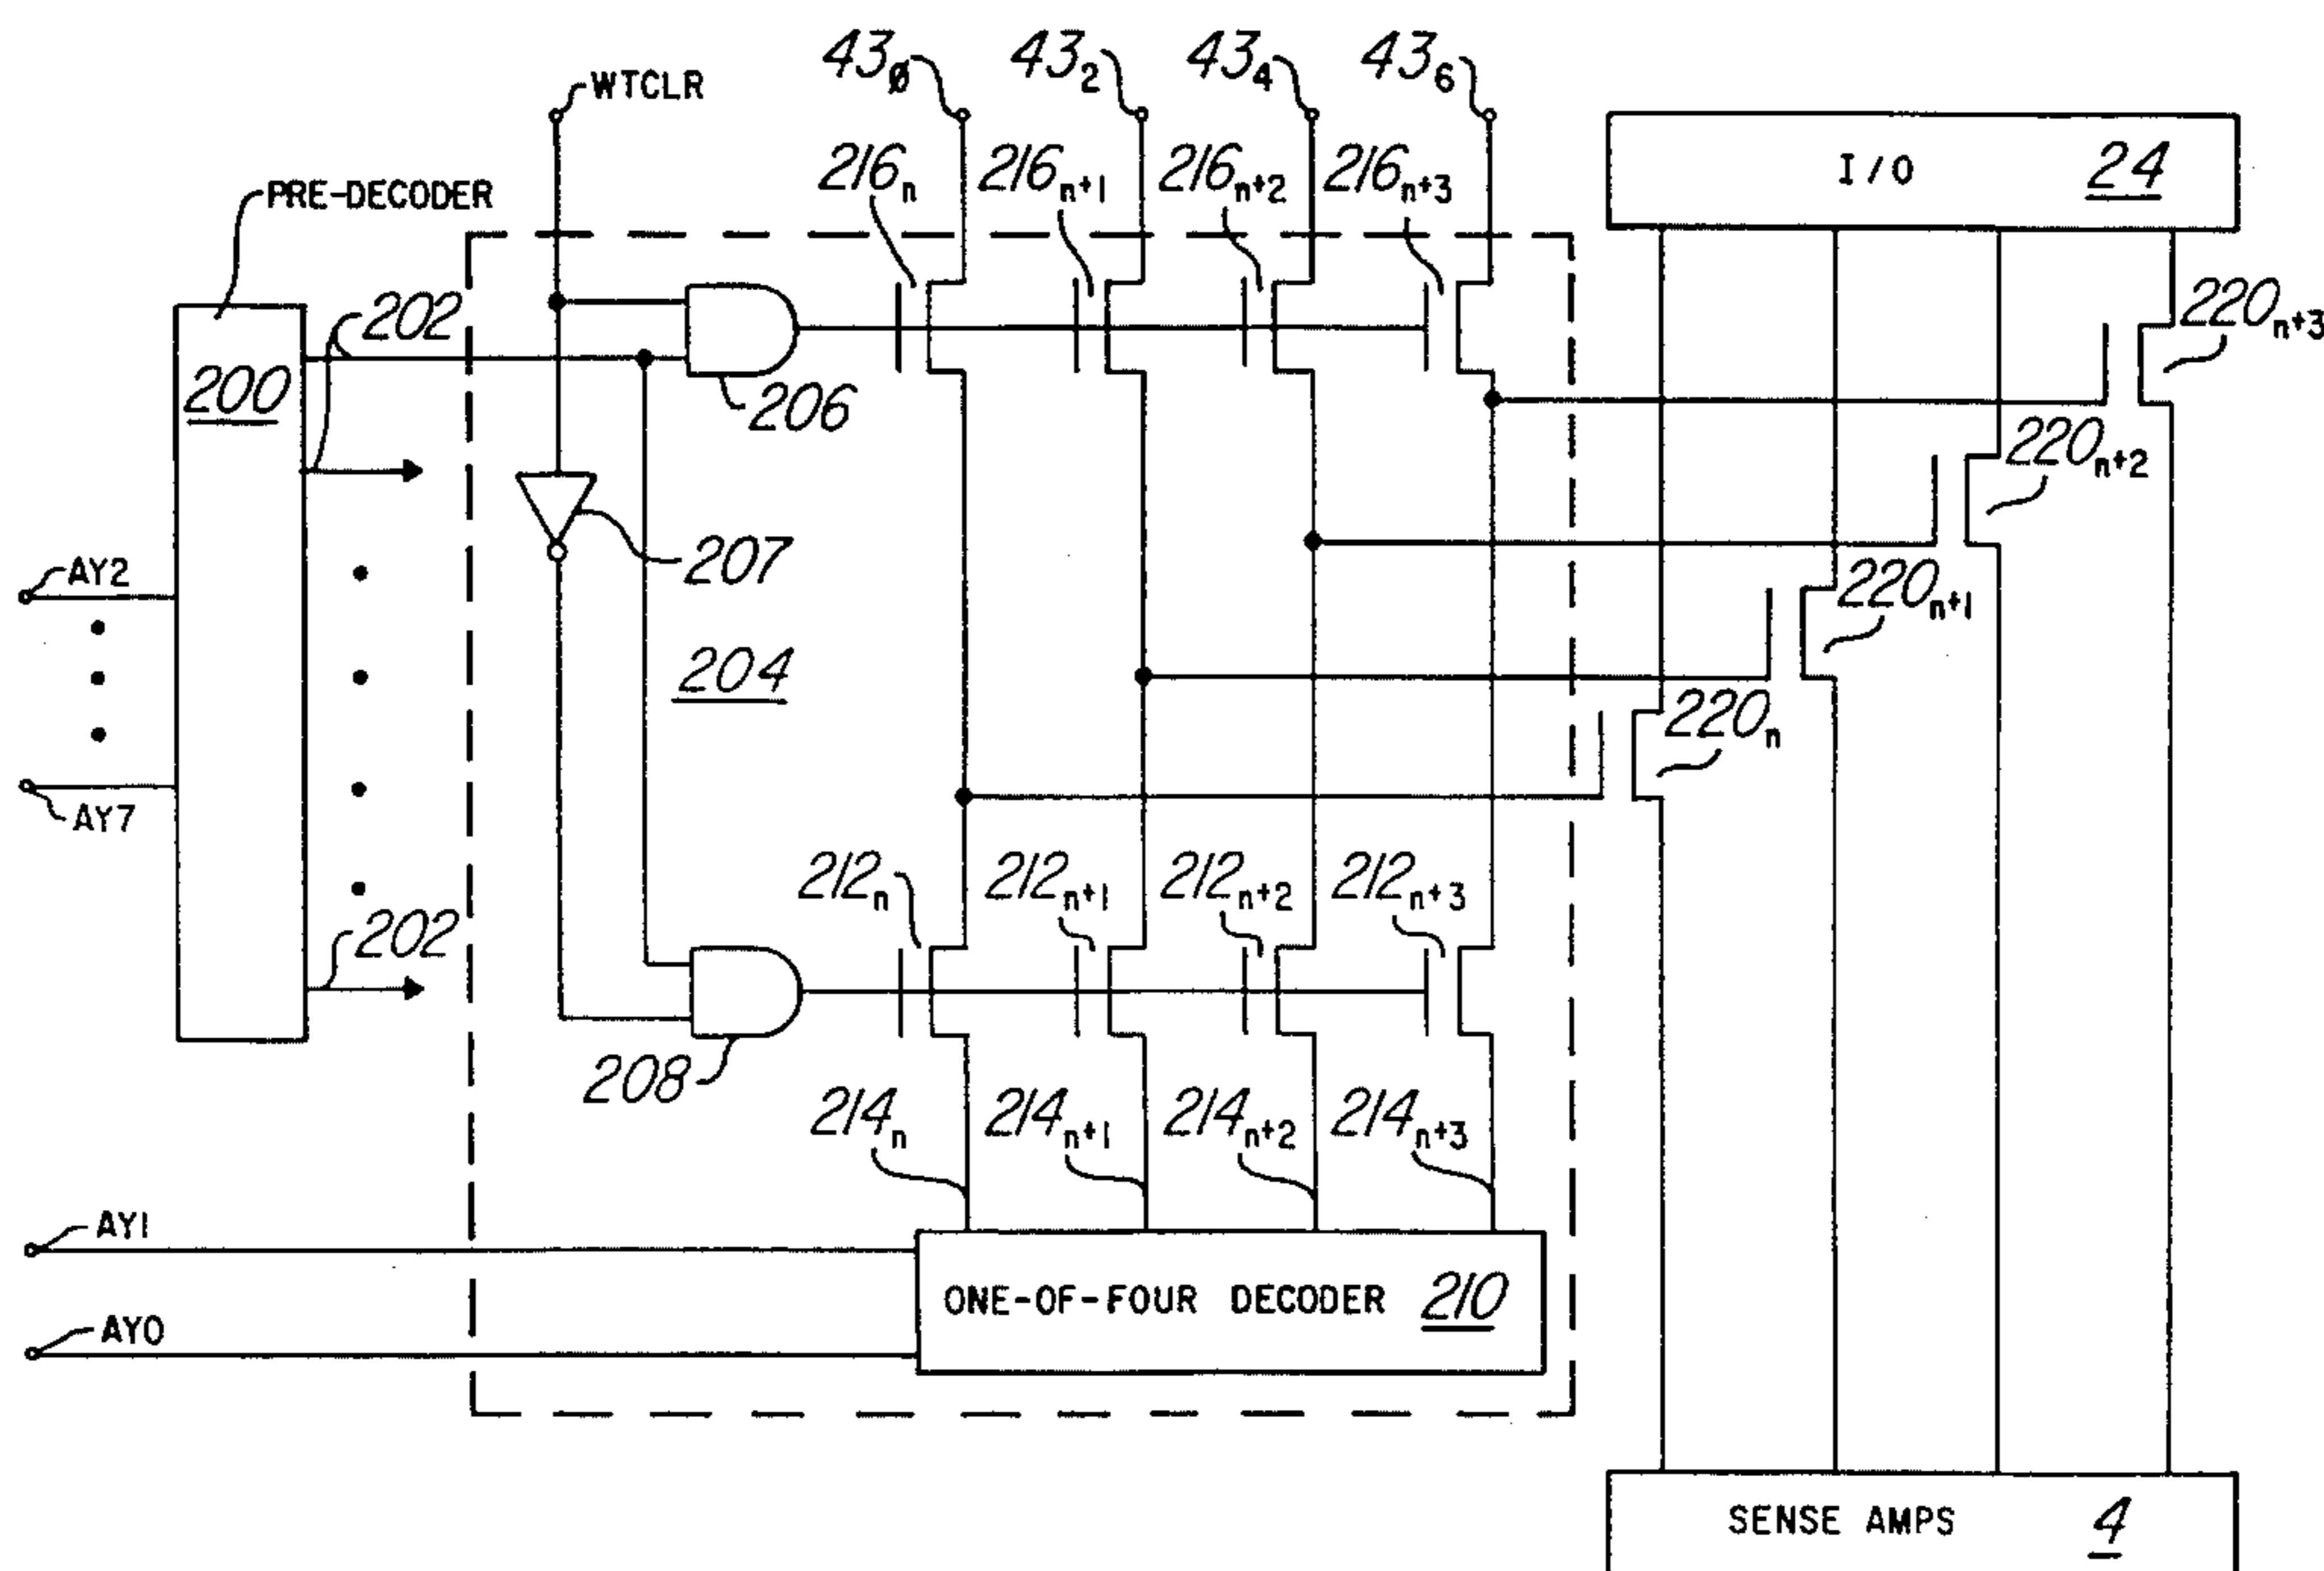 WTCLR
43ø 43₂ 43₄ 43₆
216ₙ 216ₙ₊₁ 216ₙ₊₂ 216ₙ₊₃
I/O 24
PRE-DECODER
202
200
206
220ₙ₊₃
220ₙ₊₂
207
AY2
220ₙ₊₁
204
220ₙ
AY7
212ₙ 212ₙ₊₁ 212ₙ₊₂ 212ₙ₊₃
202
208
214ₙ 214ₙ₊₁ 214ₙ₊₂ 214ₙ₊₃
AY1
ONE-OF-FOUR DECODER 210
AY0
SENSE AMPS 4